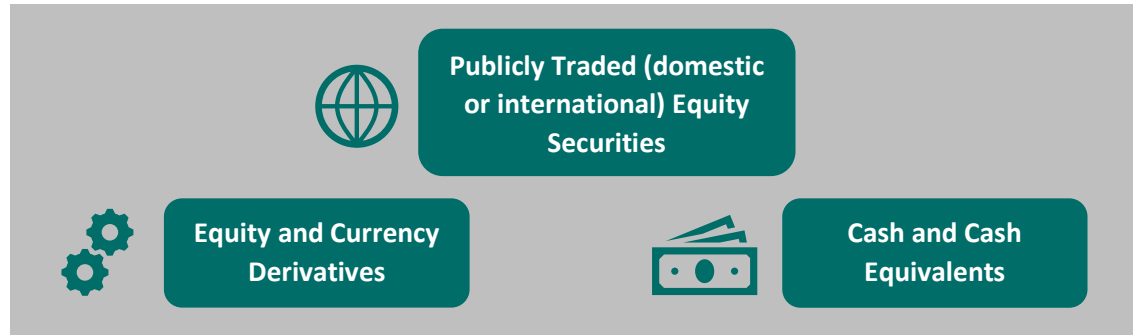 Publicly Traded (domestic
or international) Equity
Securities
Equity and Currency
Derivatives
Cash and Cash
Equivalents